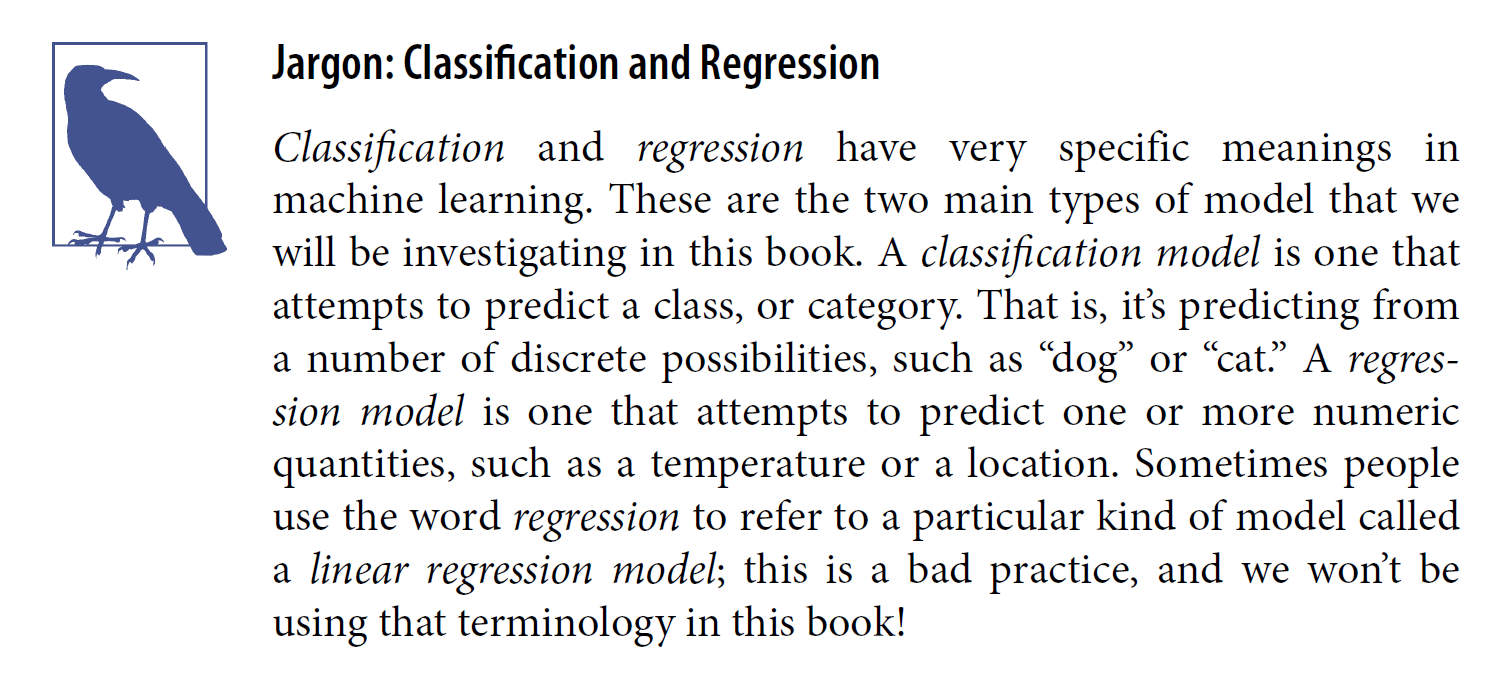 Jargon: Classification and Regression
Classification and regression have very specific meanings in
machine learning. These are the two main types of model that we
will be investigating in this book. A classification model is one that
attempts to predict a class, or category. That is, it’s predicting from
a number of discrete possibilities, such as “dog” or “cat.” A regres-
sion model is one that attempts to predict one or more numeric
quantities, such as a temperature or a location. Sometimes people
use the word regression to refer to a particular kind of model called
a linear regression model; this is a bad practice, and we won’t be
using that terminology in this book!